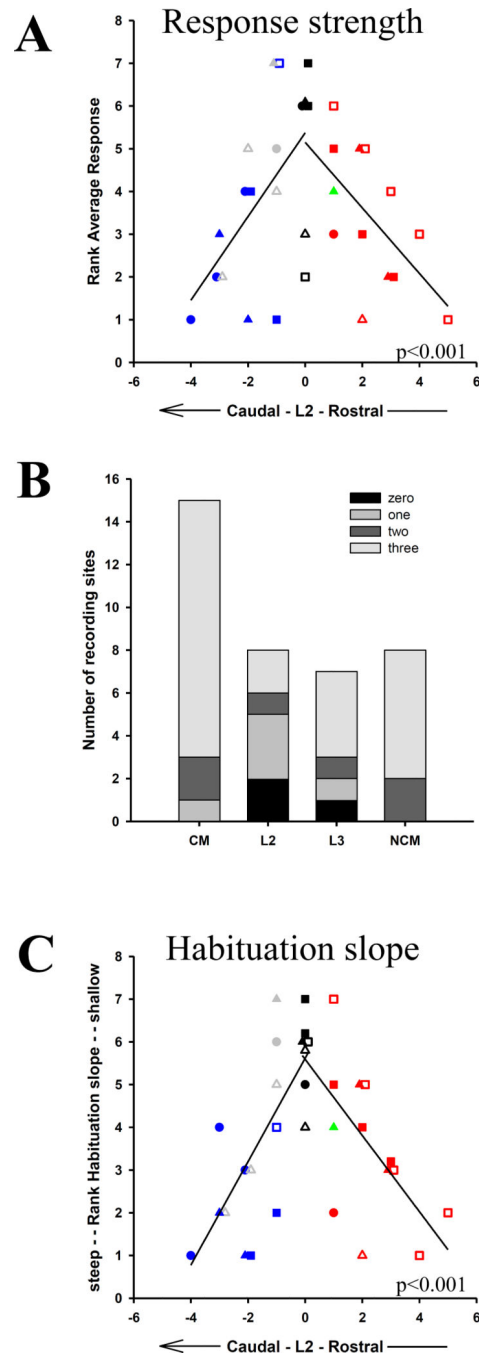 A
Response strength
7
6
5
4
3
2
1
0
Rank Average Response
p<0.001
-6 -4 -2 0 2 4 6
Caudal - L2 - Rostral
B
16
14
12
10
8
6
4
2
0
Number of recording sites
zero
one
two
three
CM L2 L3 NCM
C
Habituation slope
8
7
6
5
4
3
2
1
0
steep - - Rank Habituation slope - - shallow
p<0.001
-6 -4 -2 0 2 4 6
Caudal - L2 - Rostral